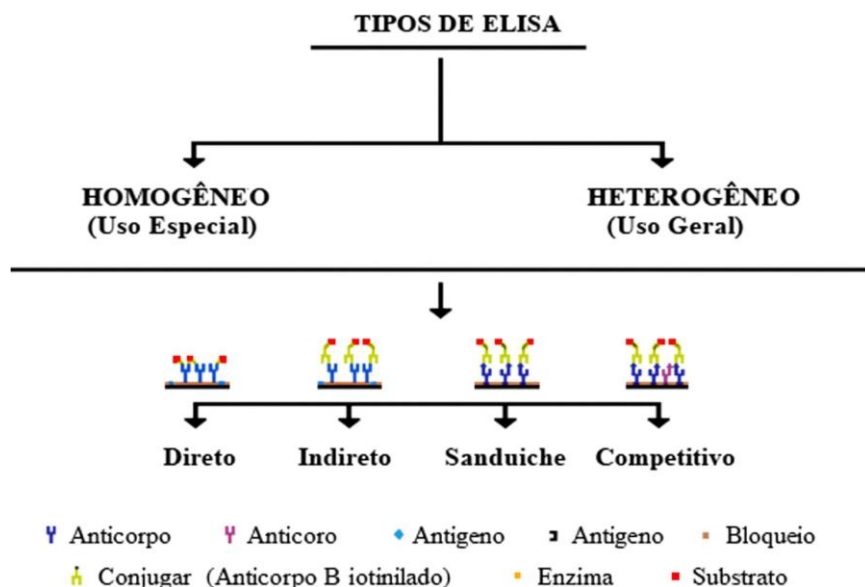 TIPOS DE ELISA
HOMOGÊNEO
(Uso Especial)
HETEROGÊNEO
(Uso Geral)
Direto
Indireto
Sanduiche
Competitivo
Anticorpo
Anticoro
Antigeno
Antigeno
Bloqueio
Conjugar (Anticorpo B iotinilado)
Enzima
Substrato